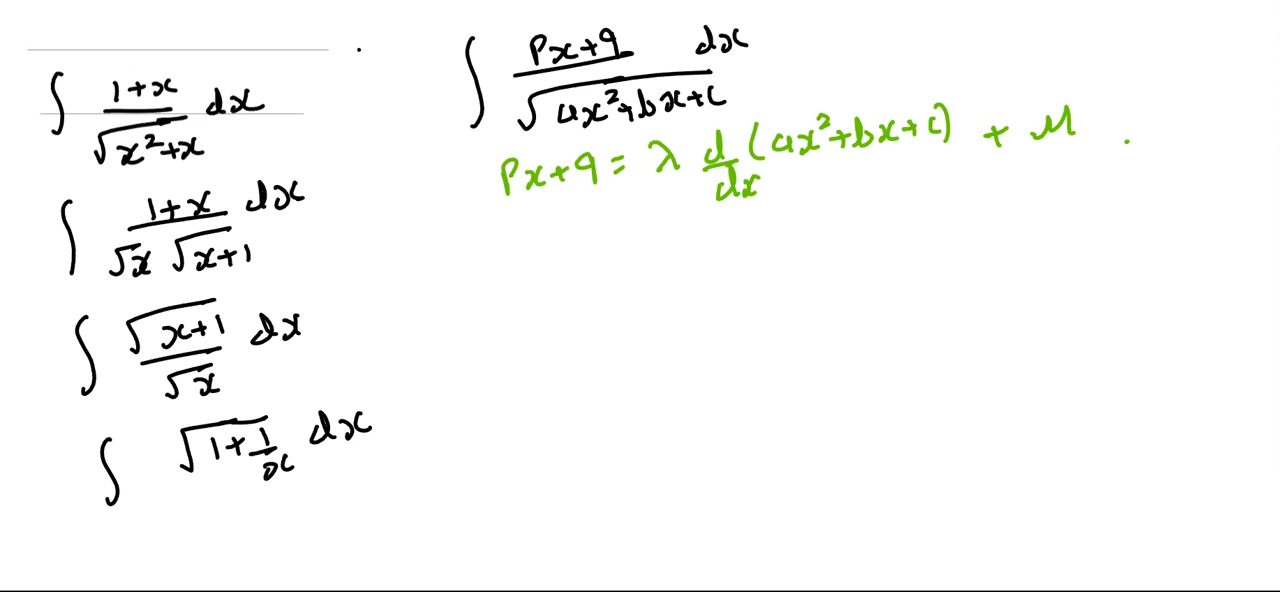 ∫ (1+x)/√(x²+x) dx
∫ (1+x)/(√x √(x+1)) dx
∫ √(x+1)/√x dx
∫ √(1+1/x) dx
∫ (Px+q)/√(ax²+bx+c) dx
Px+q = λ d/dx (ax²+bx+c) + M